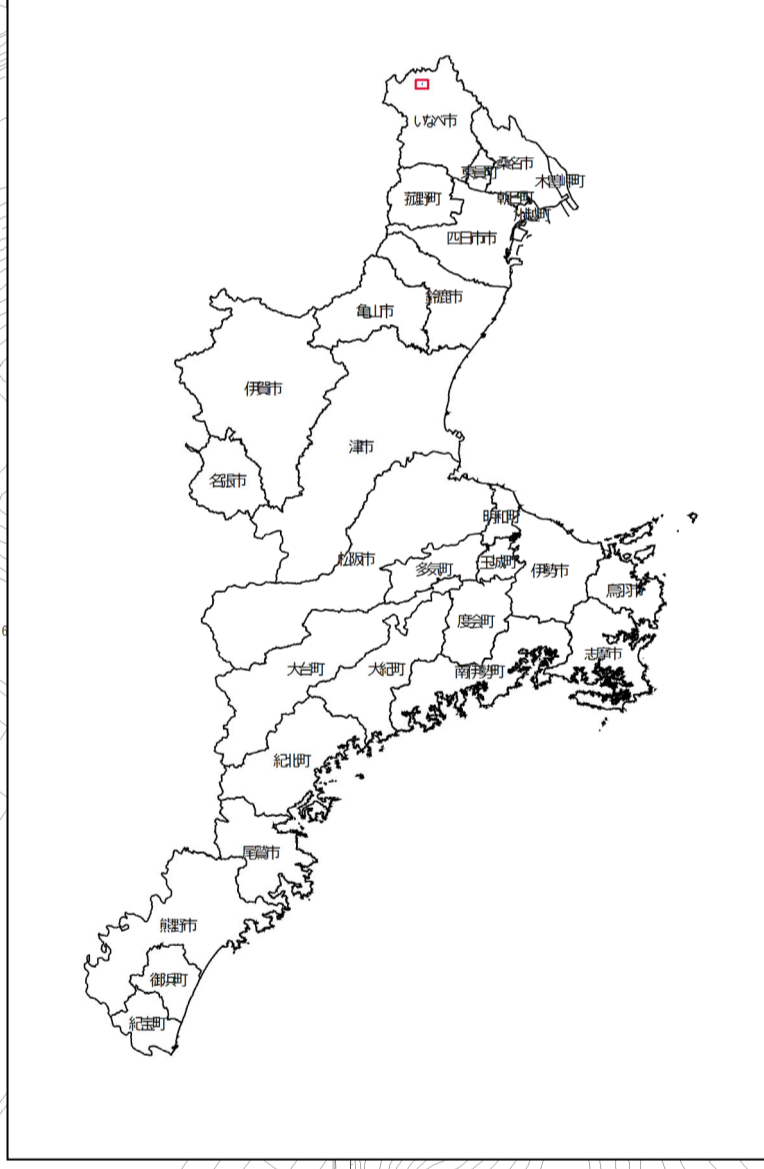 いなべ市
桑名市
東員町
木曽岬町
菰野町
朝日町
川越町
四日市市
鈴鹿市
亀山市
伊賀市
津市
名張市
明和町
松阪市
多気町
玉城町
伊勢市
鳥羽市
度会町
6
志摩市
大台町
大紀町
南伊勢町
紀北町
尾鷲市
熊野市
御浜町
紀宝町